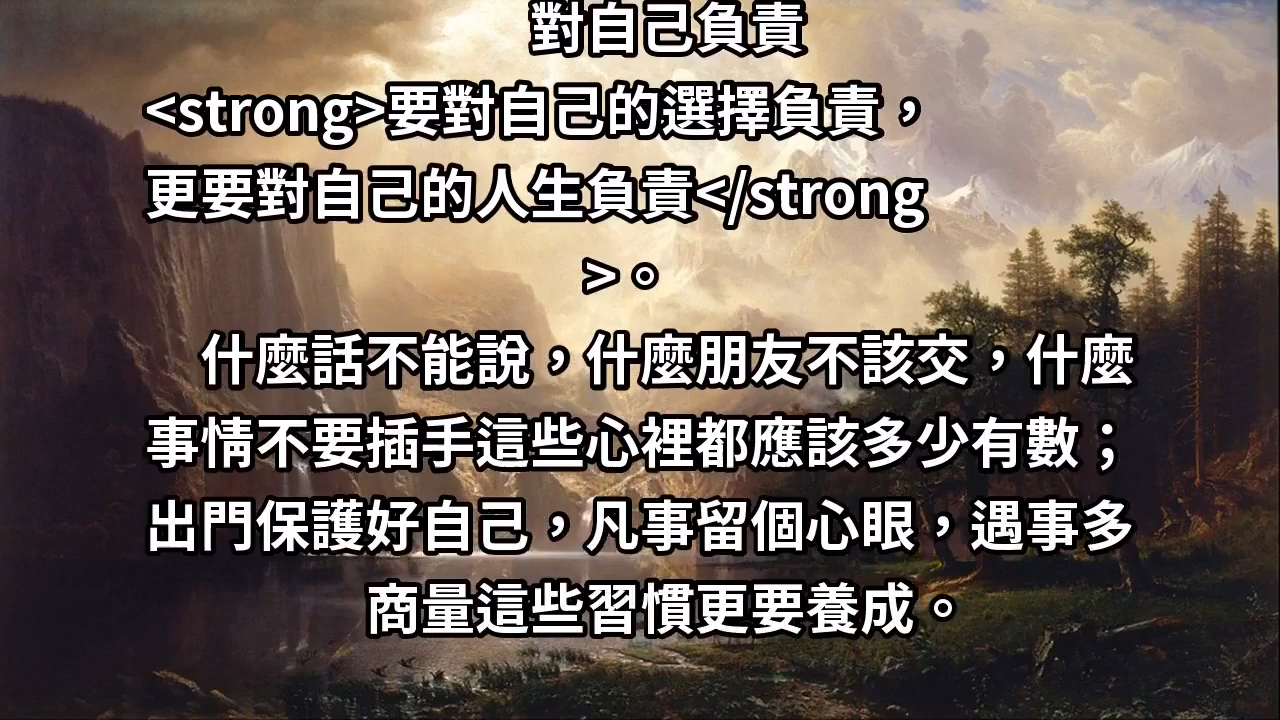 對自己負責
<strong>要對自己的選擇負責，
更要對自己的人生負責</strong
>。
什麼話不能說，什麼朋友不該交，什麼
事情不要插手這些心裡都應該多少有數；
出門保護好自己，凡事留個心眼，遇事多
商量這些習慣更要養成。